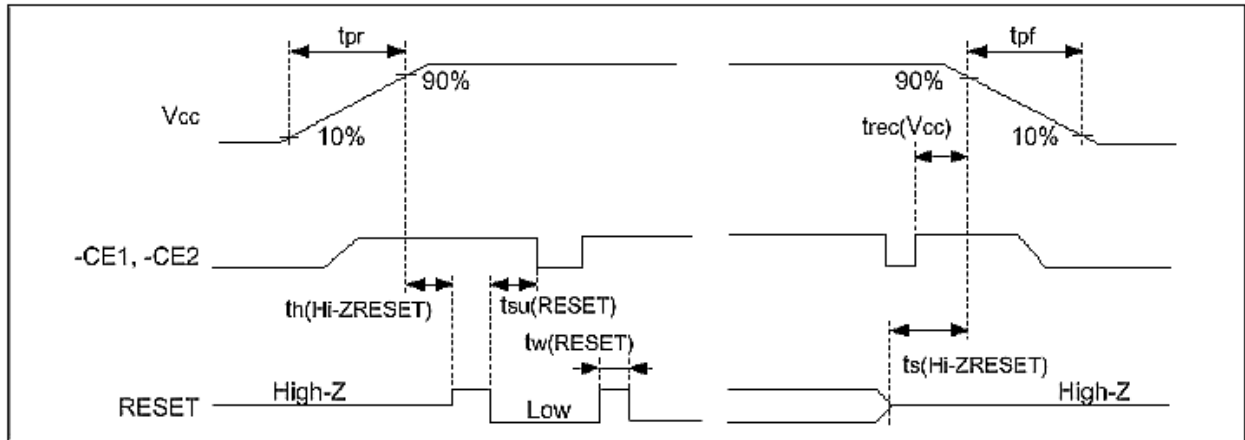 tpr
tpf
90%
90%
Vcc
10%
trec(Vcc)
10%
-CE1, -CE2
th(Hi-ZRESET)
tsu(RESET)
tw(RESET)
ts(Hi-ZRESET)
High-Z
High-Z
RESET
Low